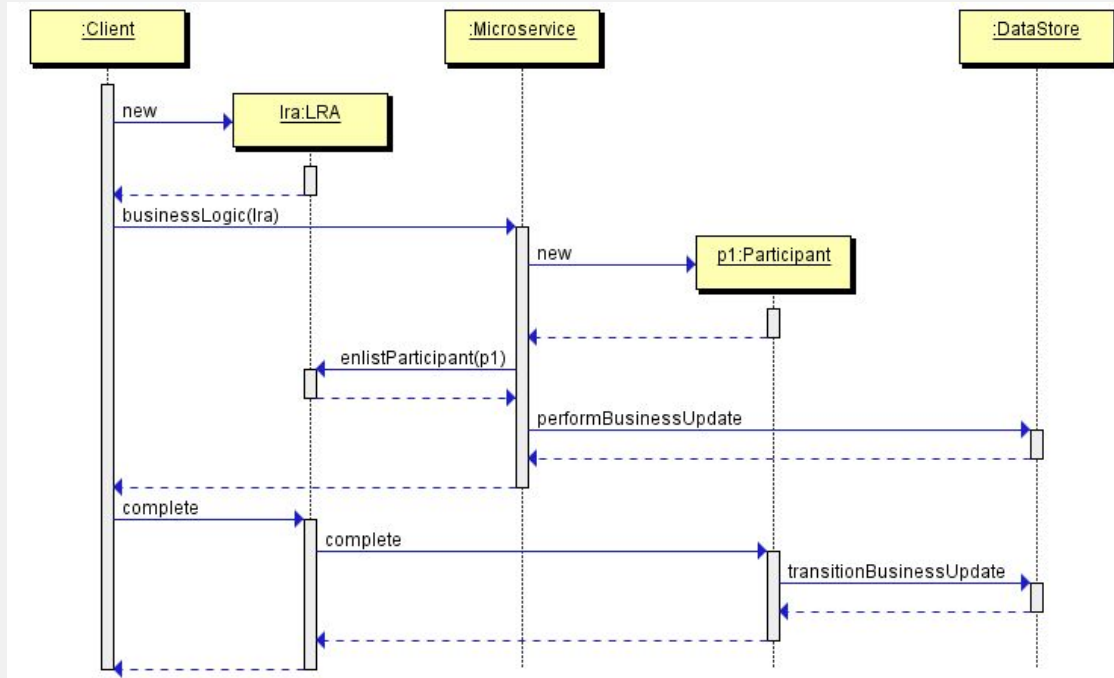 :Client
:Microservice
:DataStore
new
lra:LRA
businessLogic(lra)
new
p1:Participant
enlistParticipant(p1)
performBusinessUpdate
complete
complete
transitionBusinessUpdate